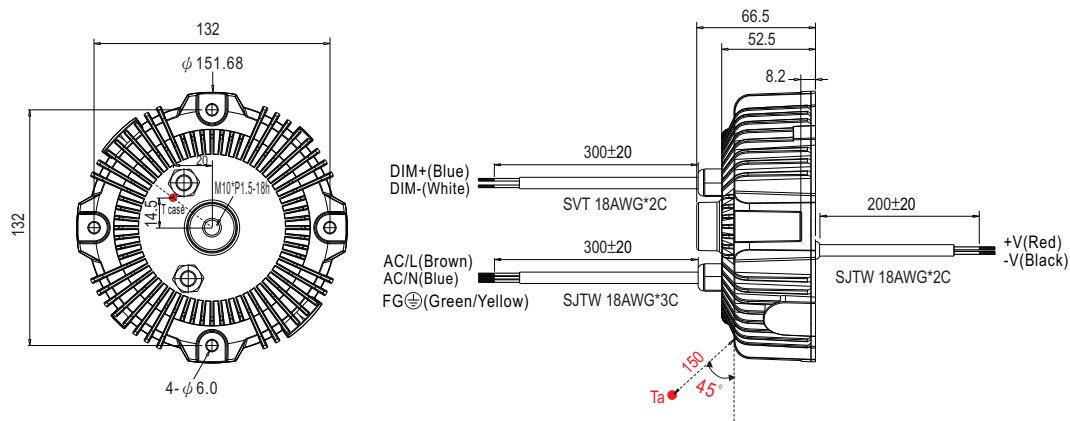 132
ϕ 151.68
132
20
M10*P1.5-18h
T case
14.5
4-ϕ 6.0
66.5
52.5
8.2
300±20
DIM+(Blue)
DIM-(White)
SVT 18AWG*2C
200±20
+V(Red)
-V(Black)
SJTW 18AWG*2C
300±20
AC/L(Brown)
AC/N(Blue)
FG⏚(Green/Yellow)
SJTW 18AWG*3C
150
45°
Ta